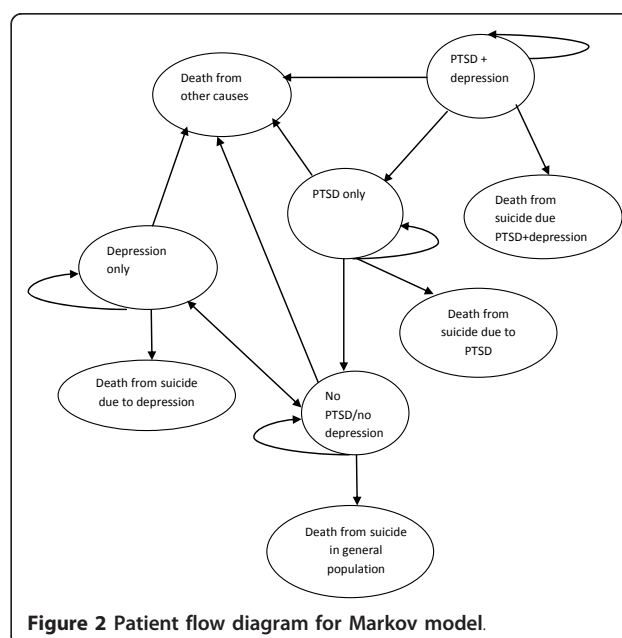 PTSD +
depression
Death from
other causes
PTSD only
Death from
suicide due
PTSD+depression
Depression
only
Death from
suicide due to
PTSD
Death from suicide
due to depression
No
PTSD/no
depression
Death from suicide
in general
population
Figure 2 Patient flow diagram for Markov model.